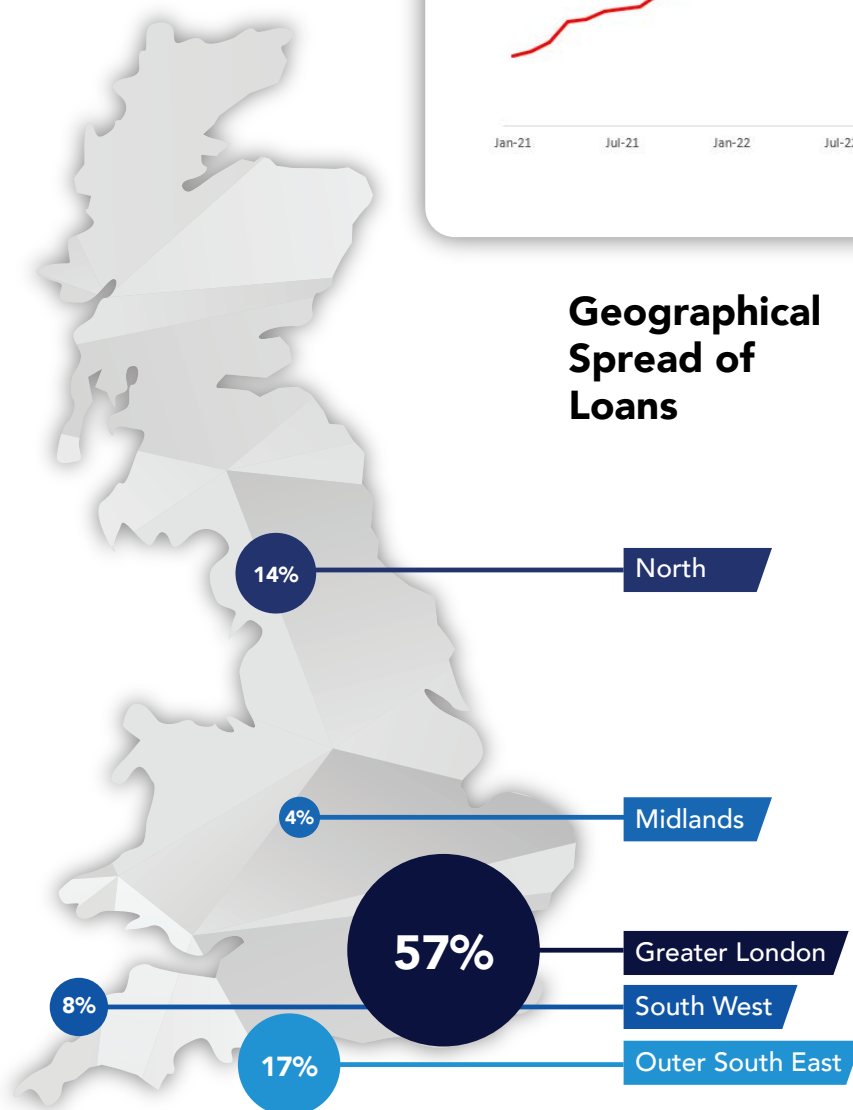 Jan-21 Jul-21 Jan-22
Geographical
Spread of
Loans
14% North
4% Midlands
57% Greater London
8% South West
17% Outer South East